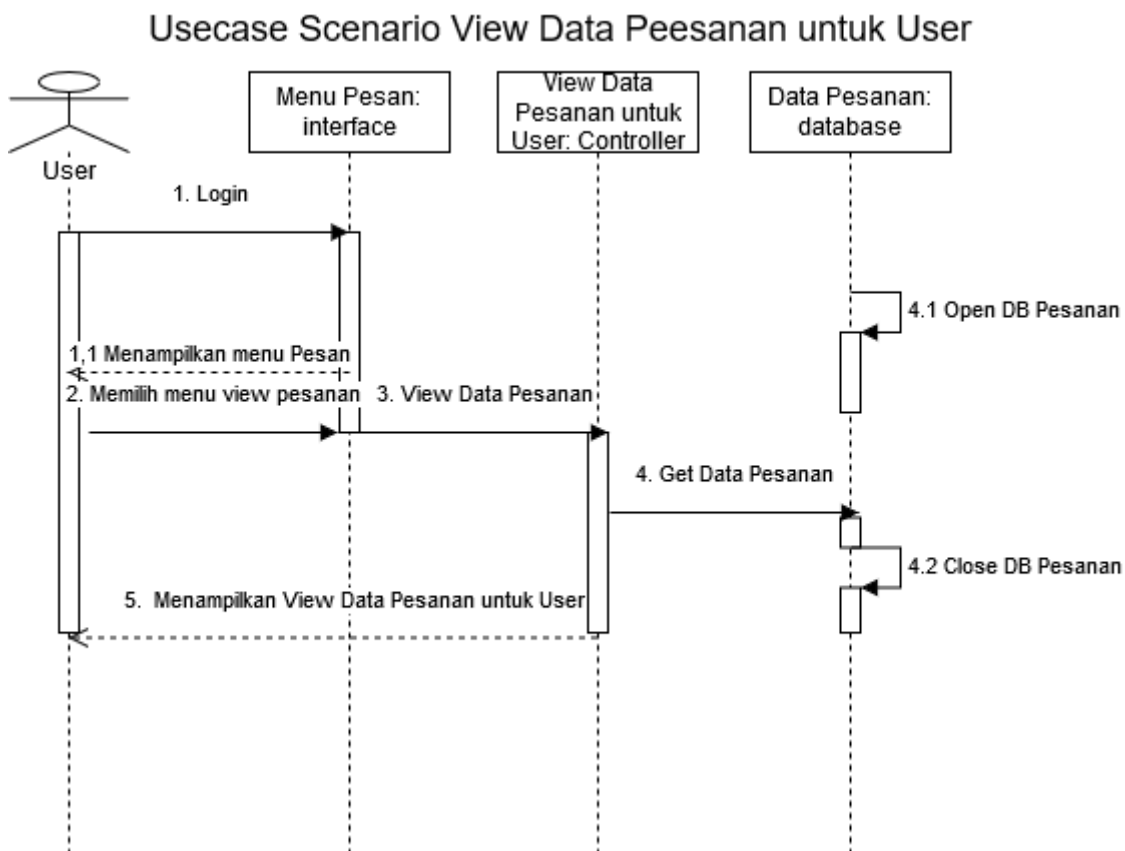 Usecase Scenario View Data Peesanan untuk User
User
Menu Pesan:
interface
View Data
Pesanan untuk
User: Controller
Data Pesanan:
database
1. Login
4.1 Open DB Pesanan
1,1 Menampilkan menu Pesan
2. Memilih menu view pesanan
3. View Data Pesanan
4. Get Data Pesanan
4.2 Close DB Pesanan
5. Menampilkan View Data Pesanan untuk User